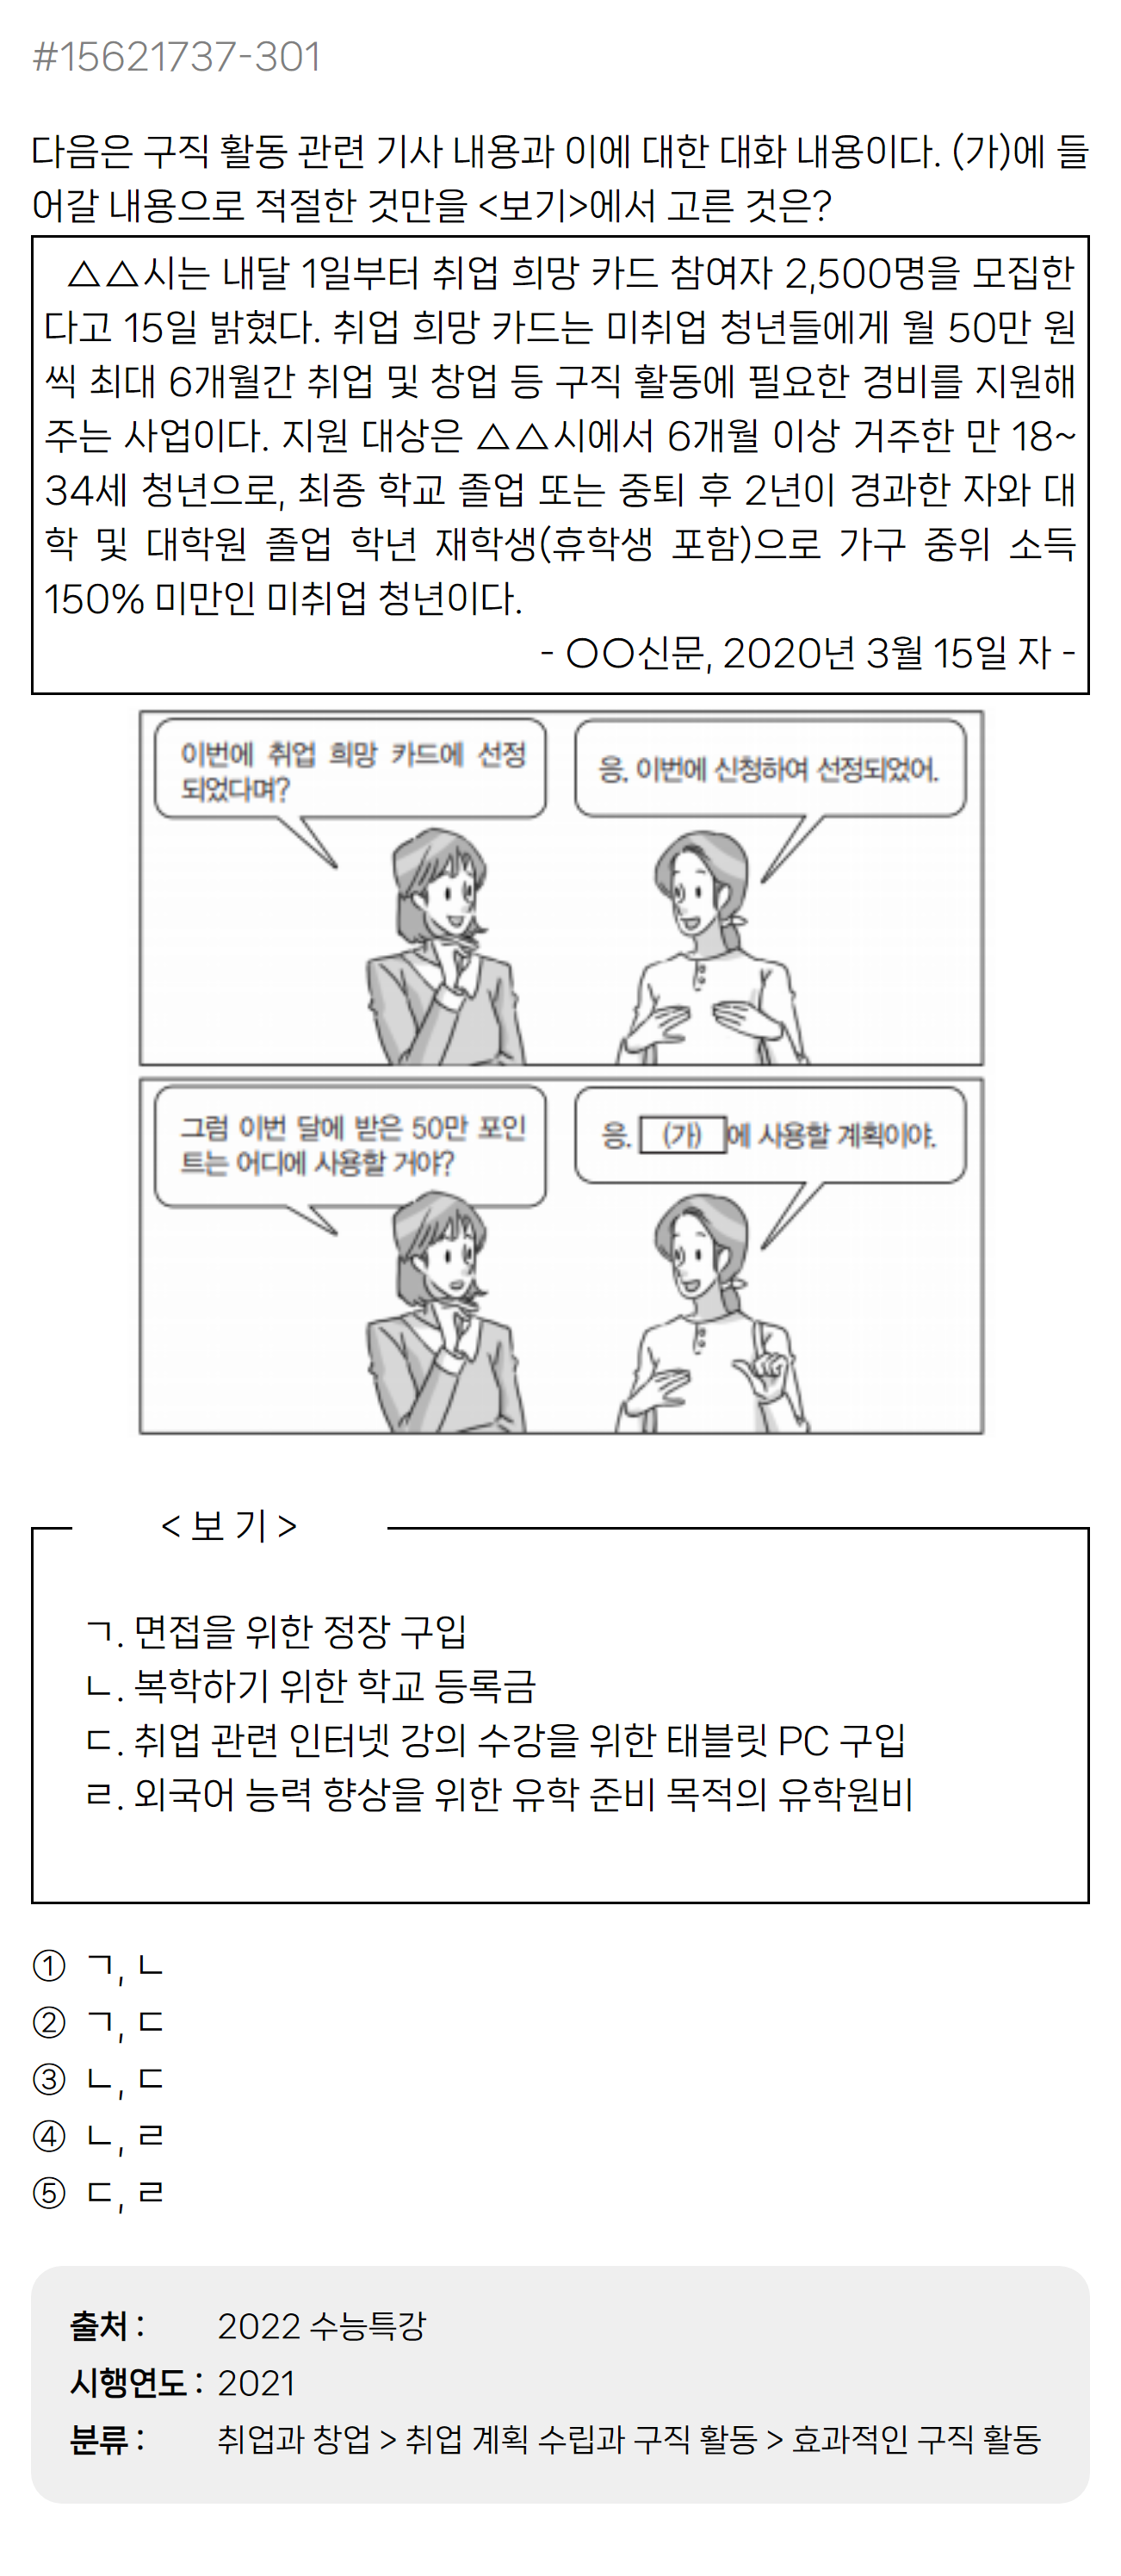 #15621737-301
다음은 구직 활동 관련 기사 내용과 이에 대한 대화 내용이다. (가)에 들
어갈 내용으로 적절한 것만을 <보기>에서 고른 것은?
△△시는 내달 1일부터 취업 희망 카드 참여자 2,500명을 모집한
다고 15일 밝혔다. 취업 희망 카드는 미취업 청년들에게 월 50만 원
씩 최대 6개월간 취업 및 창업 등 구직 활동에 필요한 경비를 지원해
주는 사업이다. 지원 대상은 △△시에서 6개월 이상 거주한 만 18~
34세 청년으로, 최종 학교 졸업 또는 중퇴 후 2년이 경과한 자와 대
학 및 대학원 졸업 학년 재학생(휴학생 포함)으로 가구 중위 소득
150% 미만인 미취업 청년이다.
- ○○신문, 2020년 3월 15일 자 -
이번에 취업 희망 카드에 선정
되었다며?
응. 이번에 신청하여 선정되었어.
그럼 이번 달에 받은 50만 포인
트는 어디에 사용할 거야?
응. (가)에 사용할 계획이야.
< 보 기 >
ㄱ. 면접을 위한 정장 구입
ㄴ. 복학하기 위한 학교 등록금
ㄷ. 취업 관련 인터넷 강의 수강을 위한 태블릿 PC 구입
ㄹ. 외국어 능력 향상을 위한 유학 준비 목적의 유학원비
① ㄱ, ㄴ
② ㄱ, ㄷ
③ ㄴ, ㄷ
④ ㄴ, ㄹ
⑤ ㄷ, ㄹ
출처 : 2022 수능특강
시행연도 : 2021
분류 : 취업과 창업 > 취업 계획 수립과 구직 활동 > 효과적인 구직 활동